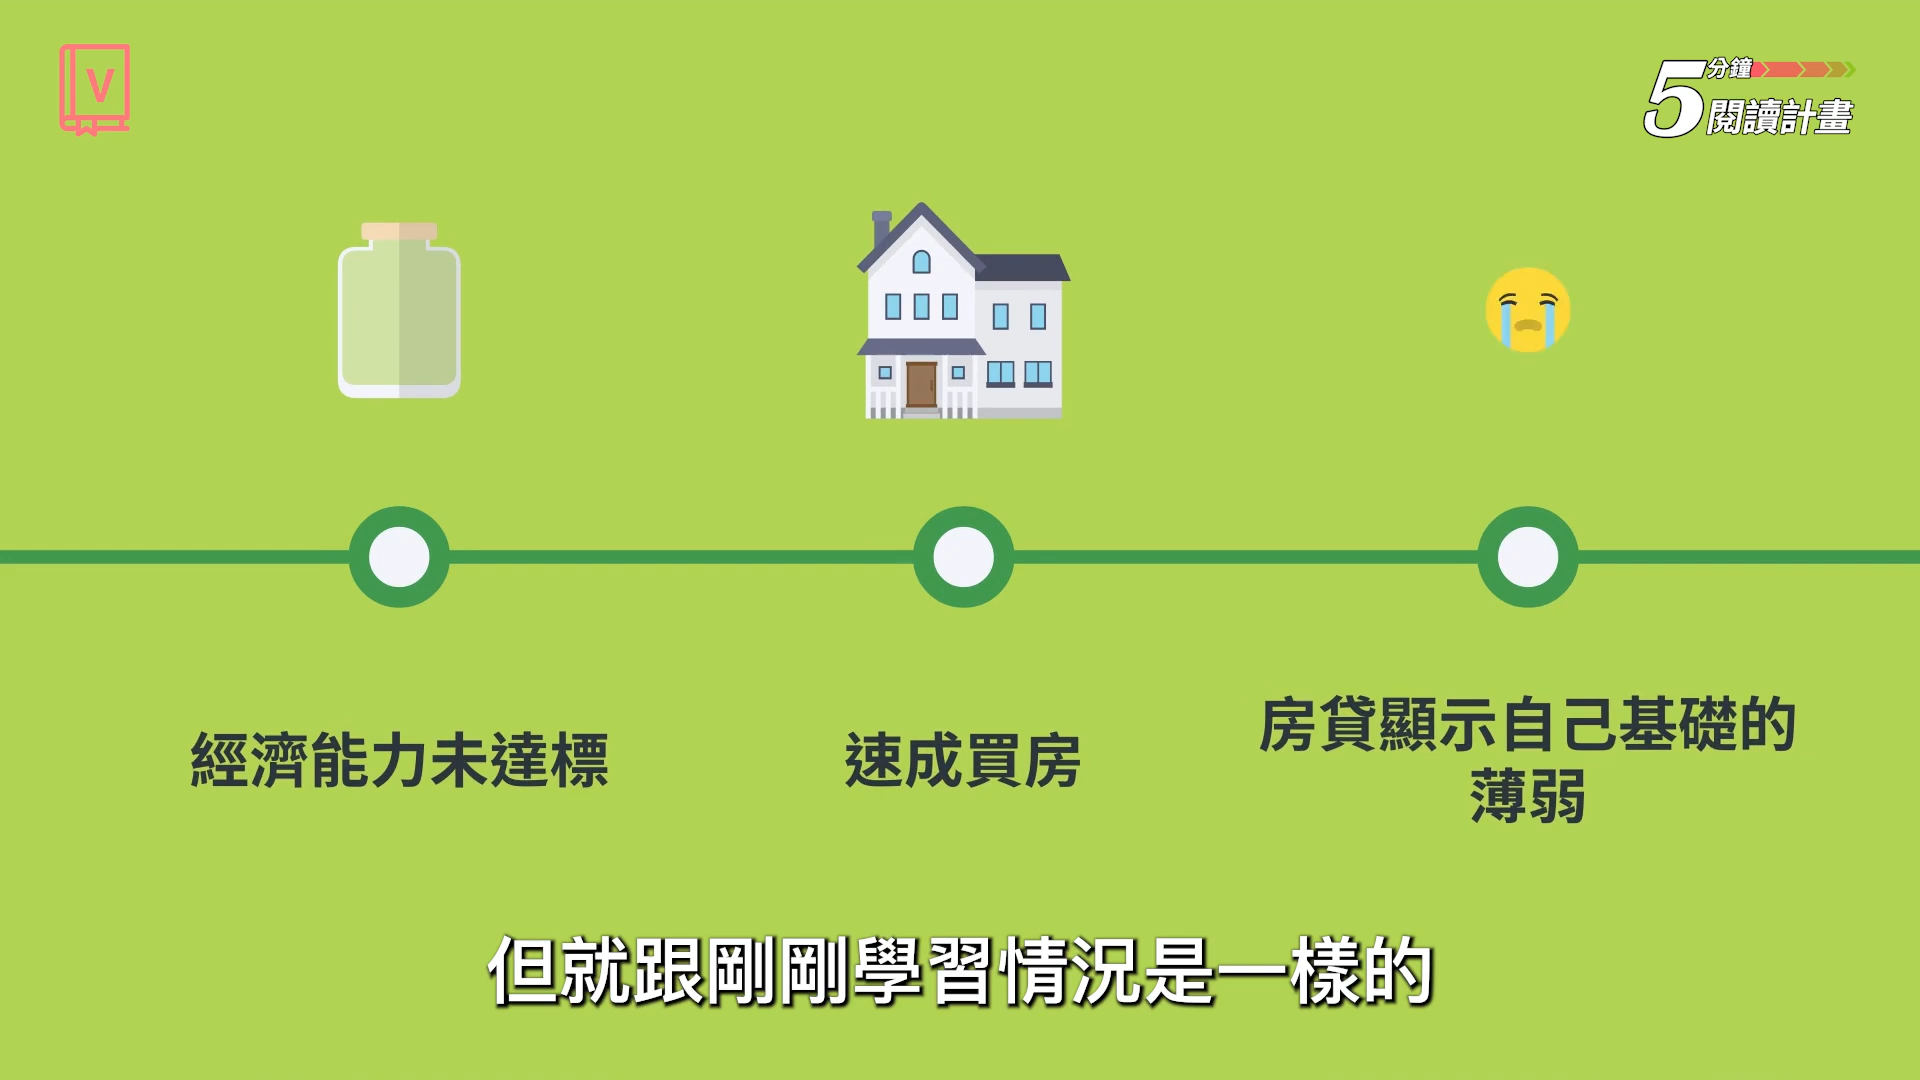 V
5分鐘
閱讀計畫
經濟能力未達標
速成買房
房貸顯示自己基礎的
薄弱
但就跟剛剛學習情況是一樣的